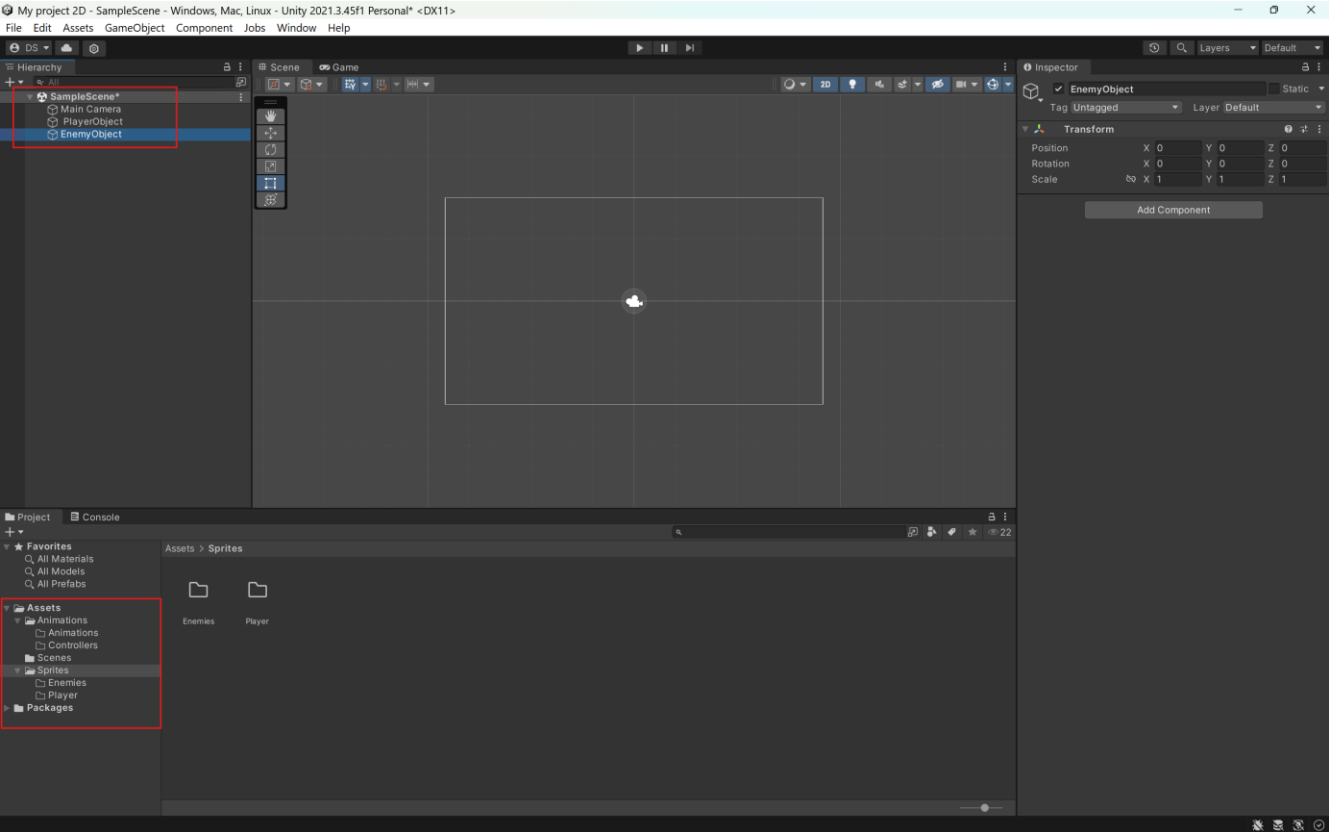 My project 2D - SampleScene - Windows, Mac, Linux - Unity 2021.3.45f1 Personal* <DX11>
File Edit Assets GameObject Component Jobs Window Help
DS Layers Default
Hierarchy
All
SampleScene*
Main Camera
PlayerObject
EnemyObject
Scene Game
2D
Inspector
EnemyObject Static
Tag Untagged Layer Default
Transform
Position X 0 Y 0 Z 0
Rotation X 0 Y 0 Z 0
Scale X 1 Y 1 Z 1
Add Component
Project Console
22
Favorites
All Materials
All Models
All Prefabs
Assets
Animations
Animations
Controllers
Scenes
Sprites
Enemies
Player
Packages
Assets > Sprites
Enemies Player